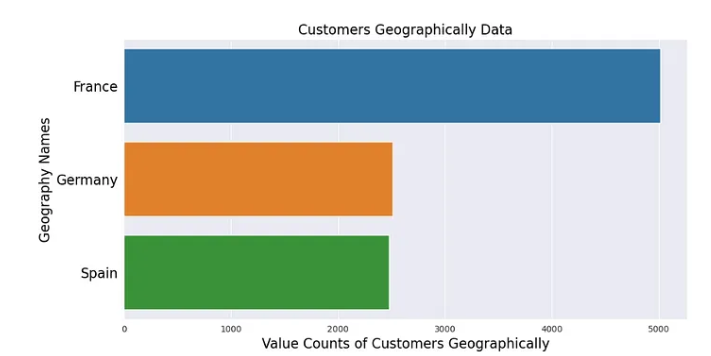 Customers Geographically Data
France
Germany
Spain
Geography Names
0 1000 2000 3000 4000 5000
Value Counts of Customers Geographically